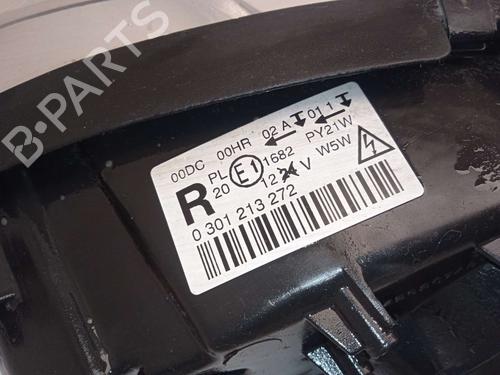 B-PARTS
00DC 00HR 02 A 01 1
PL E1 1682 PY21W
R 20 12 V W5W
0 301 213 272